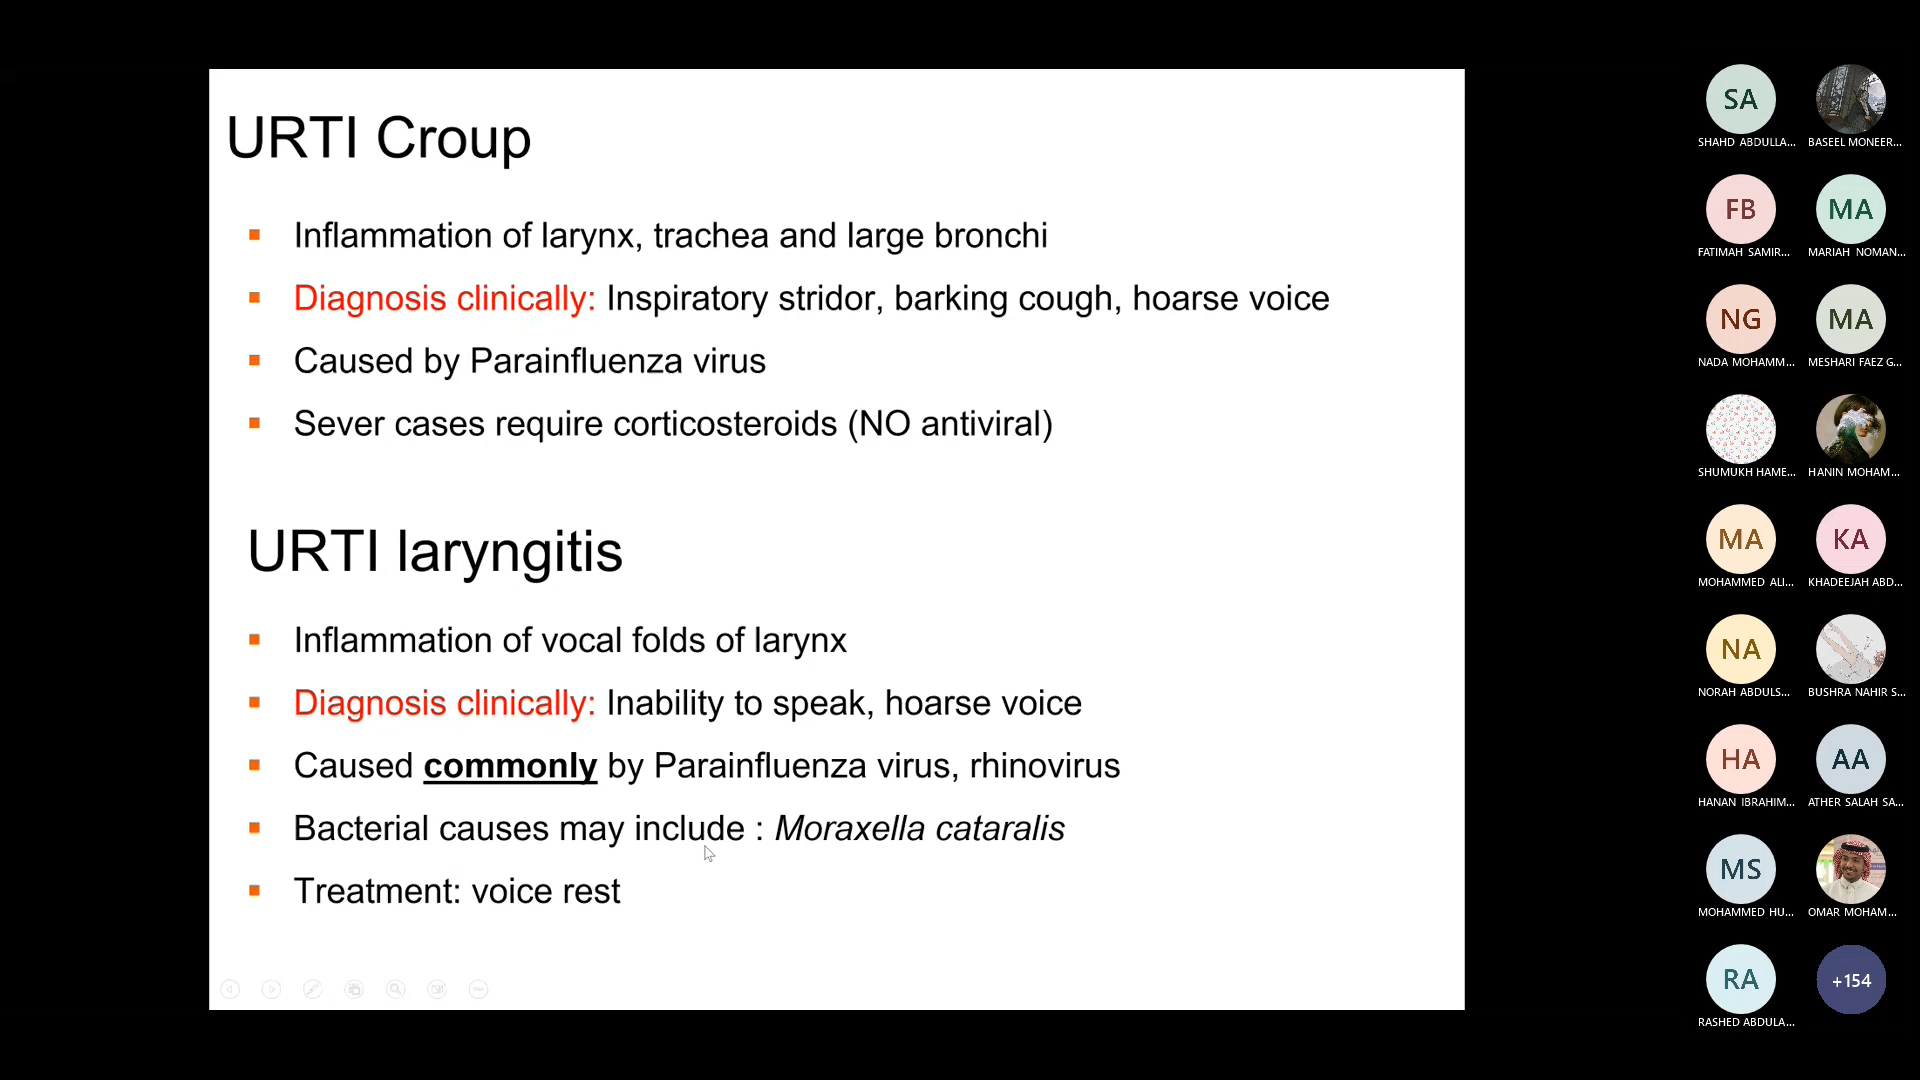 URTI Croup
Inflammation of larynx, trachea and large bronchi
Diagnosis clinically: Inspiratory stridor, barking cough, hoarse voice
Caused by Parainfluenza virus
Sever cases require corticosteroids (NO antiviral)
URTI laryngitis
Inflammation of vocal folds of larynx
Diagnosis clinically: Inability to speak, hoarse voice
Caused commonly by Parainfluenza virus, rhinovirus
Bacterial causes may include : Moraxella cataralis
Treatment: voice rest
SA
SHAHD ABDULLA...
BASEEL MONEER...
FB
MA
FATIMAH SAMIR...
MARIAH NOMAN...
NG
MA
NADA MOHAMM...
MESHARI FAEZ G...
SHUMUKH HAME...
HANIN MOHAM...
MA
KA
MOHAMMED ALI...
KHADEEJAH ABD...
NA
NORAH ABDULS...
BUSHRA NAHIR S...
HA
AA
HANAN IBRAHIM...
ATHER SALAH SA...
MS
MOHAMMED HU...
OMAR MOHAM...
RA
+154
RASHED ABDULA...